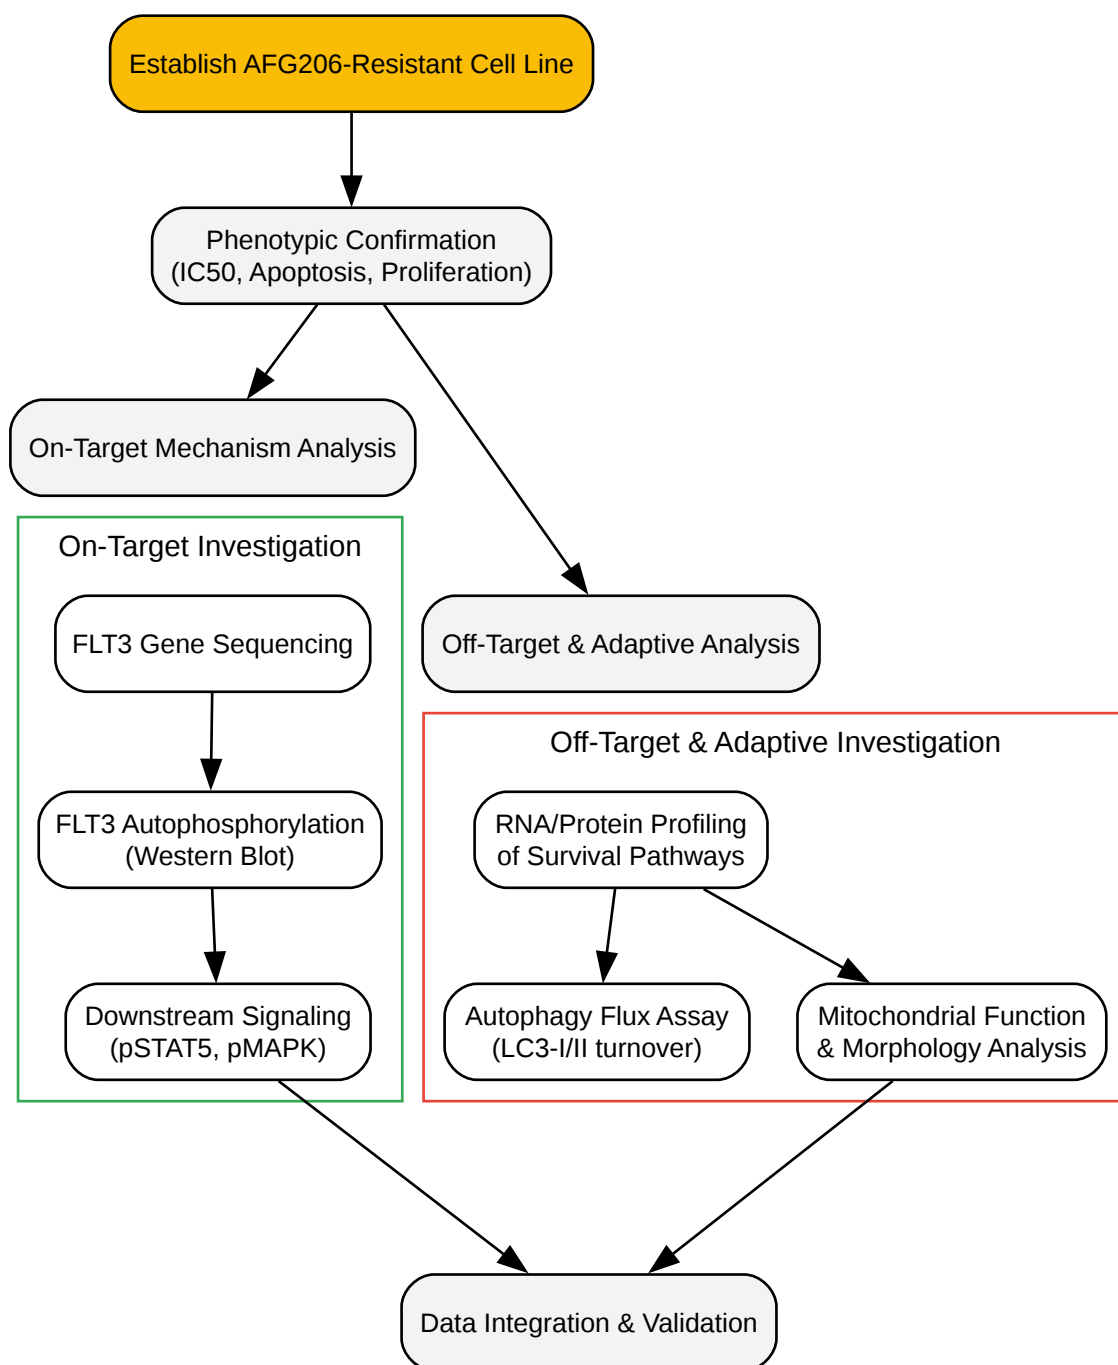 Establish AFG206-Resistant Cell Line
Phenotypic Confirmation
(IC50, Apoptosis, Proliferation)
On-Target Mechanism Analysis
On-Target Investigation
FLT3 Gene Sequencing
Off-Target & Adaptive Analysis
Off-Target & Adaptive Investigation
FLT3 Autophosphorylation
(Western Blot)
RNA/Protein Profiling
of Survival Pathways
Downstream Signaling
(pSTAT5, pMAPK)
Autophagy Flux Assay
(LC3-I/II turnover)
Mitochondrial Function
& Morphology Analysis
Data Integration & Validation